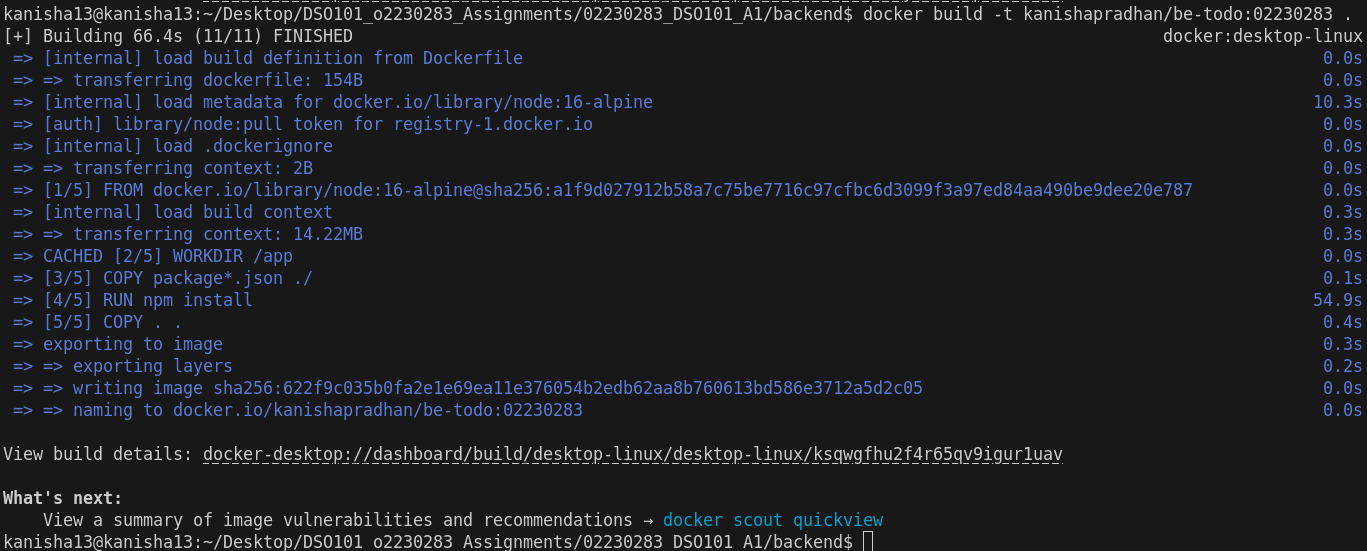 kanisha13@kanisha13:~/Desktop/DSO101_o2230283_Assignments/02230283_DSO101_A1/backend$ docker build -t kanishapradhan/be-todo:02230283 .
[+] Building 66.4s (11/11) FINISHED docker:desktop-linux
=> [internal] load build definition from Dockerfile 0.0s
=> => transferring dockerfile: 154B 0.0s
=> [internal] load metadata for docker.io/library/node:16-alpine 10.3s
=> [auth] library/node:pull token for registry-1.docker.io 0.0s
=> [internal] load .dockerignore 0.0s
=> => transferring context: 2B 0.0s
=> [1/5] FROM docker.io/library/node:16-alpine@sha256:a1f9d027912b58a7c75be7716c97cfbc6d3099f3a97ed84aa490be9dee20e787 0.0s
=> [internal] load build context 0.3s
=> => transferring context: 14.22MB 0.3s
=> CACHED [2/5] WORKDIR /app 0.0s
=> [3/5] COPY package*.json ./ 0.1s
=> [4/5] RUN npm install 54.9s
=> [5/5] COPY . . 0.4s
=> exporting to image 0.3s
=> => exporting layers 0.2s
=> => writing image sha256:622f9c035b0fa2e1e69ea11e376054b2edb62aa8b760613bd586e3712a5d2c05 0.0s
=> => naming to docker.io/kanishapradhan/be-todo:02230283 0.0s
View build details: docker-desktop://dashboard/build/desktop-linux/desktop-linux/ksqwgfhu2f4r65qv9igur1uav
What's next:
View a summary of image vulnerabilities and recommendations → docker scout quickview
kanisha13@kanisha13:~/Desktop/DSO101_o2230283_Assignments/02230283_DSO101_A1/backend$